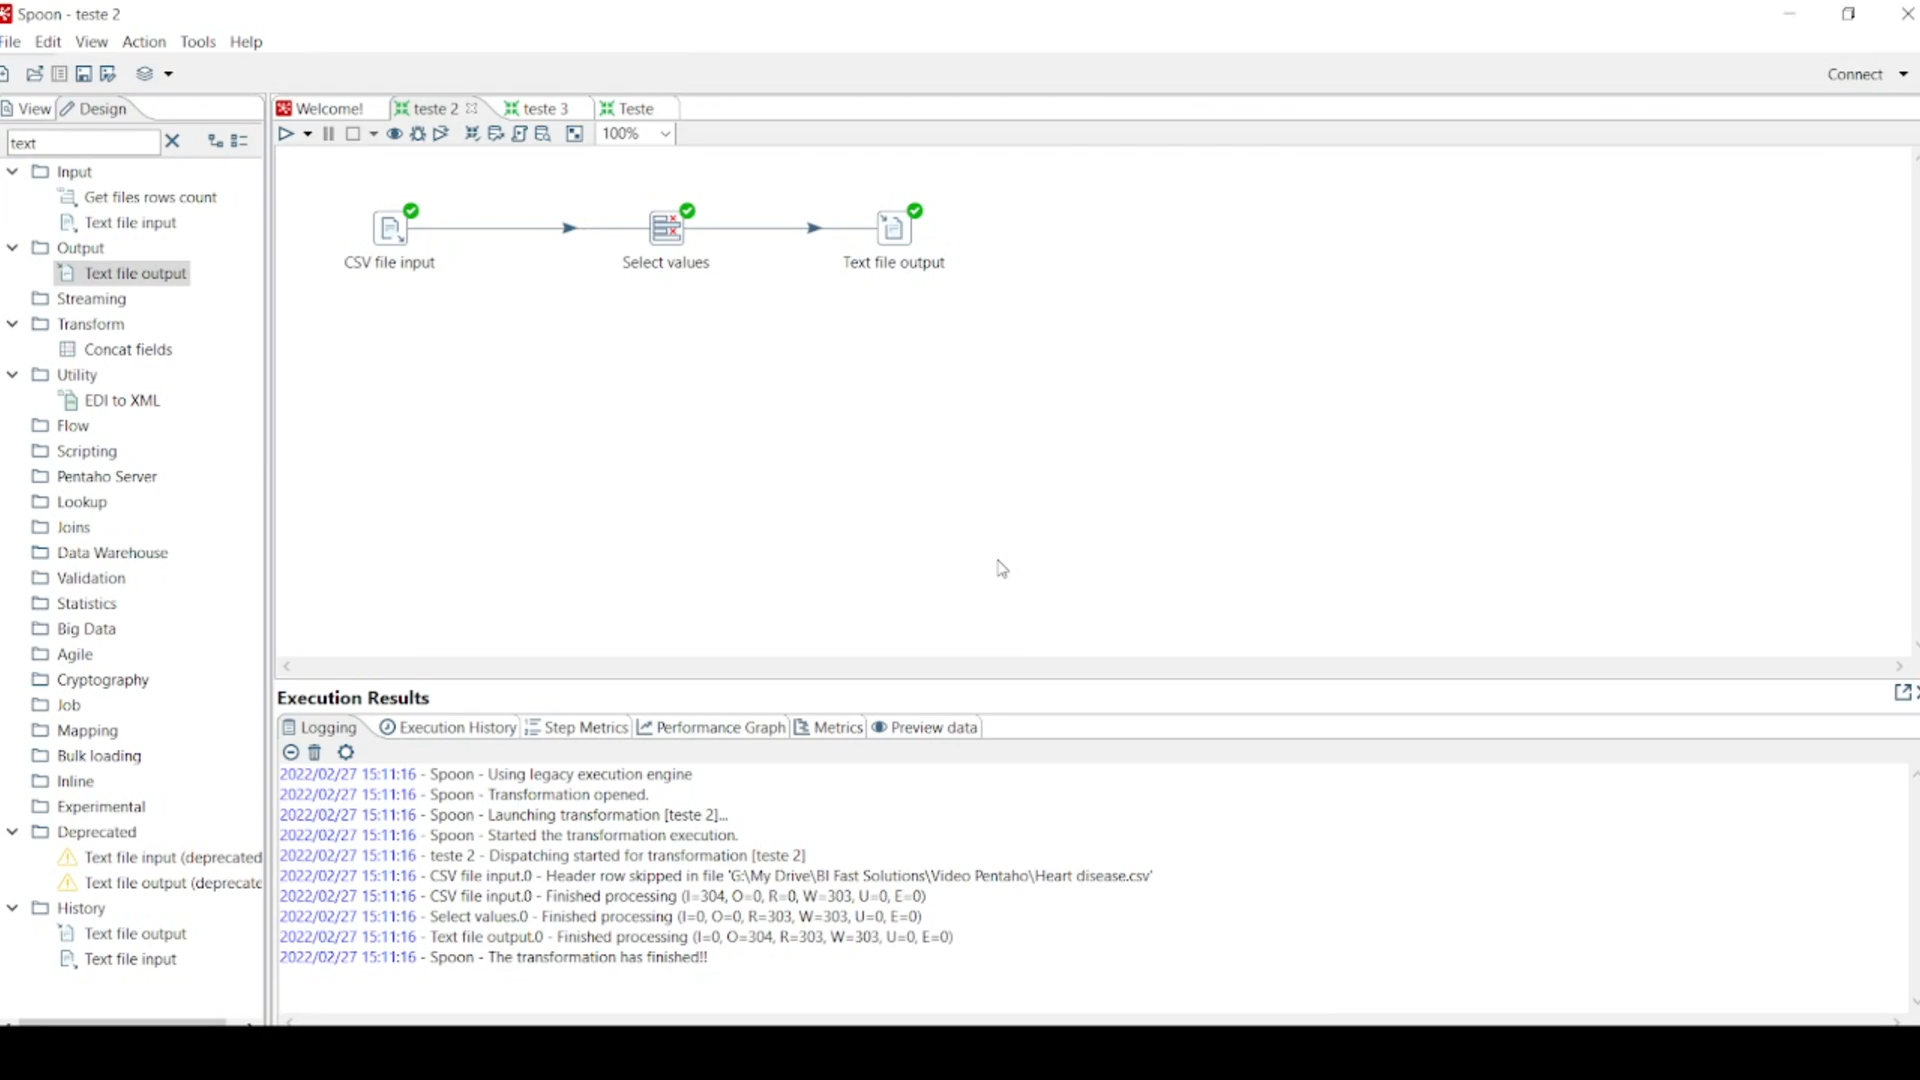 Spoon - teste 2
File Edit View Action Tools Help
Connect
View Design
Welcome! teste 2 teste 3 Teste
text
100%
Input
Get files rows count
Text file input
Output
Text file output
Streaming
Transform
Concat fields
Utility
EDI to XML
Flow
Scripting
Pentaho Server
Lookup
Joins
Data Warehouse
Validation
Statistics
Big Data
Agile
Cryptography
Job
Mapping
Bulk loading
Inline
Experimental
Deprecated
Text file input (deprecated
Text file output (deprecate
History
Text file output
Text file input
CSV file input
Select values
Text file output
Execution Results
Logging Execution History Step Metrics Performance Graph Metrics Preview data
2022/02/27 15:11:16 - Spoon - Using legacy execution engine
2022/02/27 15:11:16 - Spoon - Transformation opened.
2022/02/27 15:11:16 - Spoon - Launching transformation [teste 2]...
2022/02/27 15:11:16 - Spoon - Started the transformation execution.
2022/02/27 15:11:16 - teste 2 - Dispatching started for transformation [teste 2]
2022/02/27 15:11:16 - CSV file input.0 - Header row skipped in file 'G:\My Drive\BI Fast Solutions\Video Pentaho\Heart disease.csv'
2022/02/27 15:11:16 - CSV file input.0 - Finished processing (I=304, O=0, R=0, W=303, U=0, E=0)
2022/02/27 15:11:16 - Select values.0 - Finished processing (I=0, O=0, R=303, W=303, U=0, E=0)
2022/02/27 15:11:16 - Text file output.0 - Finished processing (I=0, O=304, R=303, W=303, U=0, E=0)
2022/02/27 15:11:16 - Spoon - The transformation has finished!!